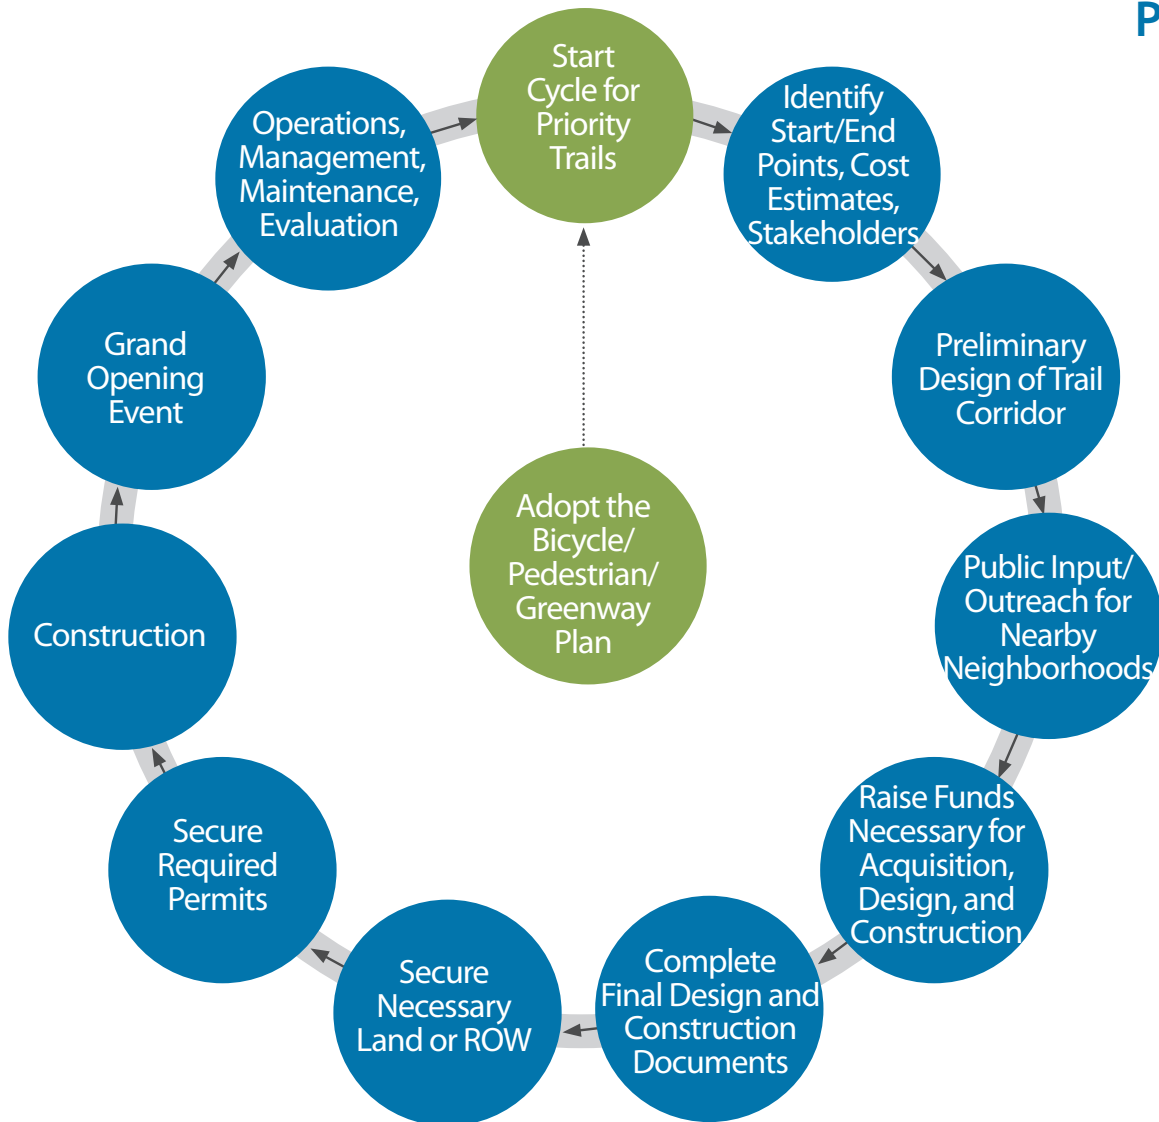 P
Start
Cycle for
Priority
Trails
Identify
Start/End
Points, Cost
Estimates,
Stakeholders
Preliminary
Design of Trail
Corridor
Public Input/
Outreach for
Nearby
Neighborhoods
Raise Funds
Necessary for
Acquisition,
Design, and
Construction
Complete
Final Design and
Construction
Documents
Secure
Necessary
Land or ROW
Secure
Required
Permits
Construction
Grand
Opening
Event
Operations,
Management,
Maintenance,
Evaluation
Adopt the
Bicycle/
Pedestrian/
Greenway
Plan